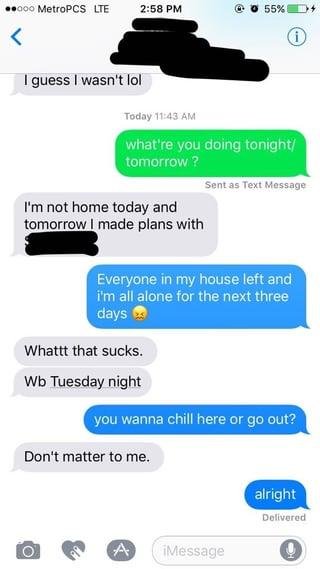 MetroPCS LTE 2:58 PM 55%
I guess I wasn't lol
Today 11:43 AM
what're you doing tonight/
tomorrow ?
Sent as Text Message
I'm not home today and
tomorrow I made plans with
Everyone in my house left and
i'm all alone for the next three
days 😖
Whattt that sucks.
Wb Tuesday night
you wanna chill here or go out?
Don't matter to me.
alright
Delivered
iMessage